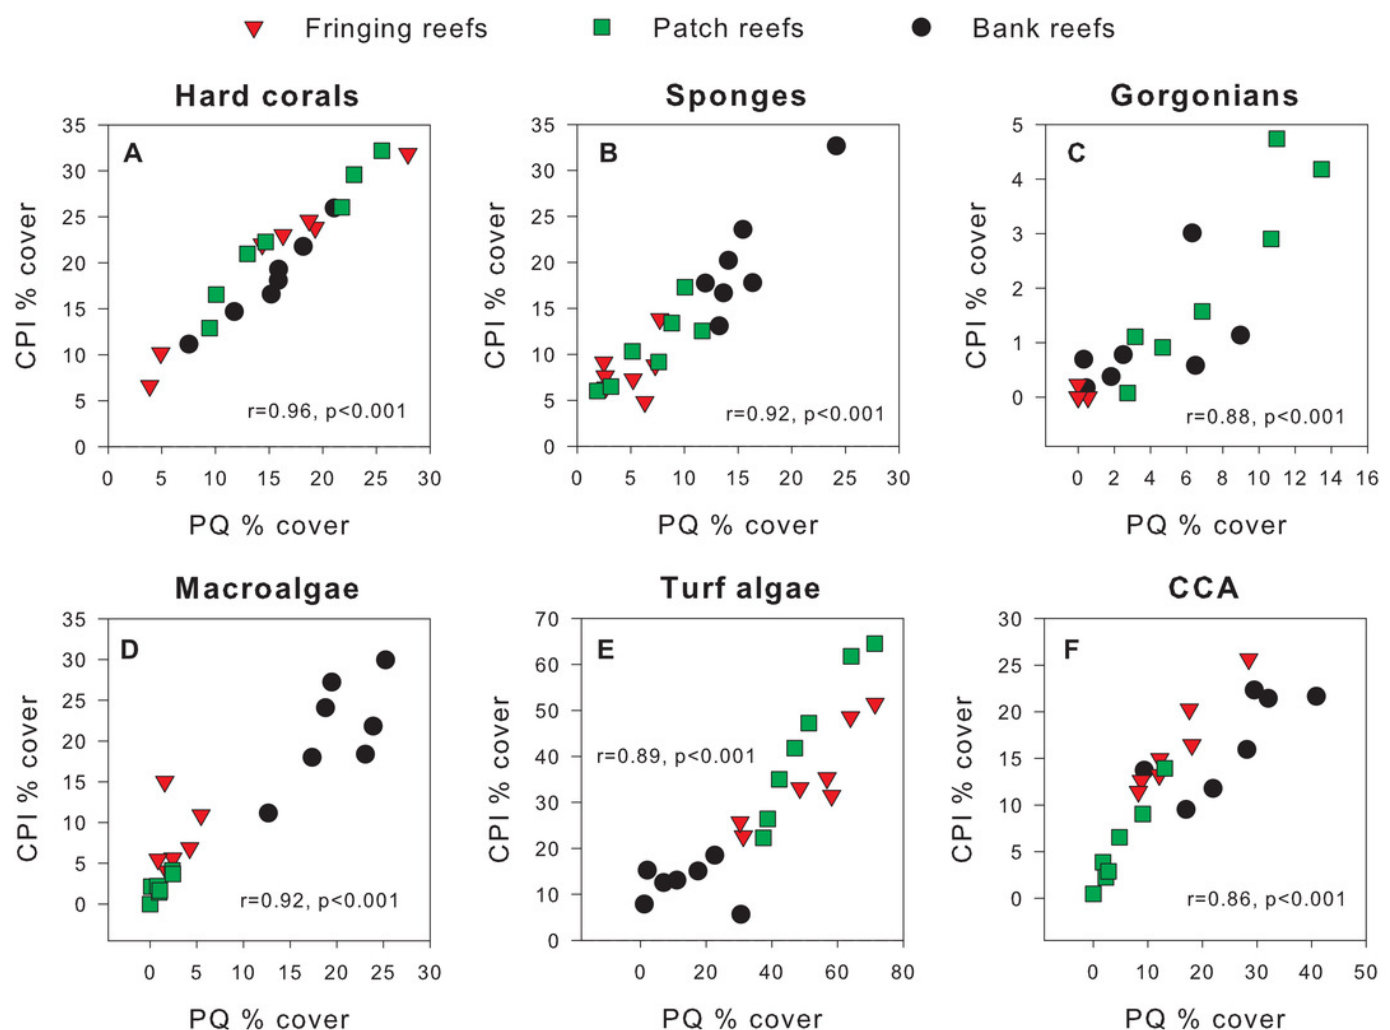 Fringing reefs Patch reefs Bank reefs
Hard corals Sponges Gorgonians
A
CPI % cover
35
30
25
20
15
10
5
0
r=0.96, p<0.001
0 5 10 15 20 25 30
PQ % cover
B
CPI % cover
35
30
25
20
15
10
5
0
r=0.92, p<0.001
0 5 10 15 20 25 30
PQ % cover
C
CPI % cover
5
4
3
2
1
0
r=0.88, p<0.001
0 2 4 6 8 10 12 14 16
PQ % cover
Macroalgae Turf algae CCA
D
CPI % cover
35
30
25
20
15
10
5
0
r=0.92, p<0.001
0 5 10 15 20 25 30
PQ % cover
E
CPI % cover
70
60
50
40
30
20
10
0
r=0.89, p<0.001
0 20 40 60 80
PQ % cover
F
CPI % cover
30
25
20
15
10
5
0
r=0.86, p<0.001
0 10 20 30 40 50
PQ % cover